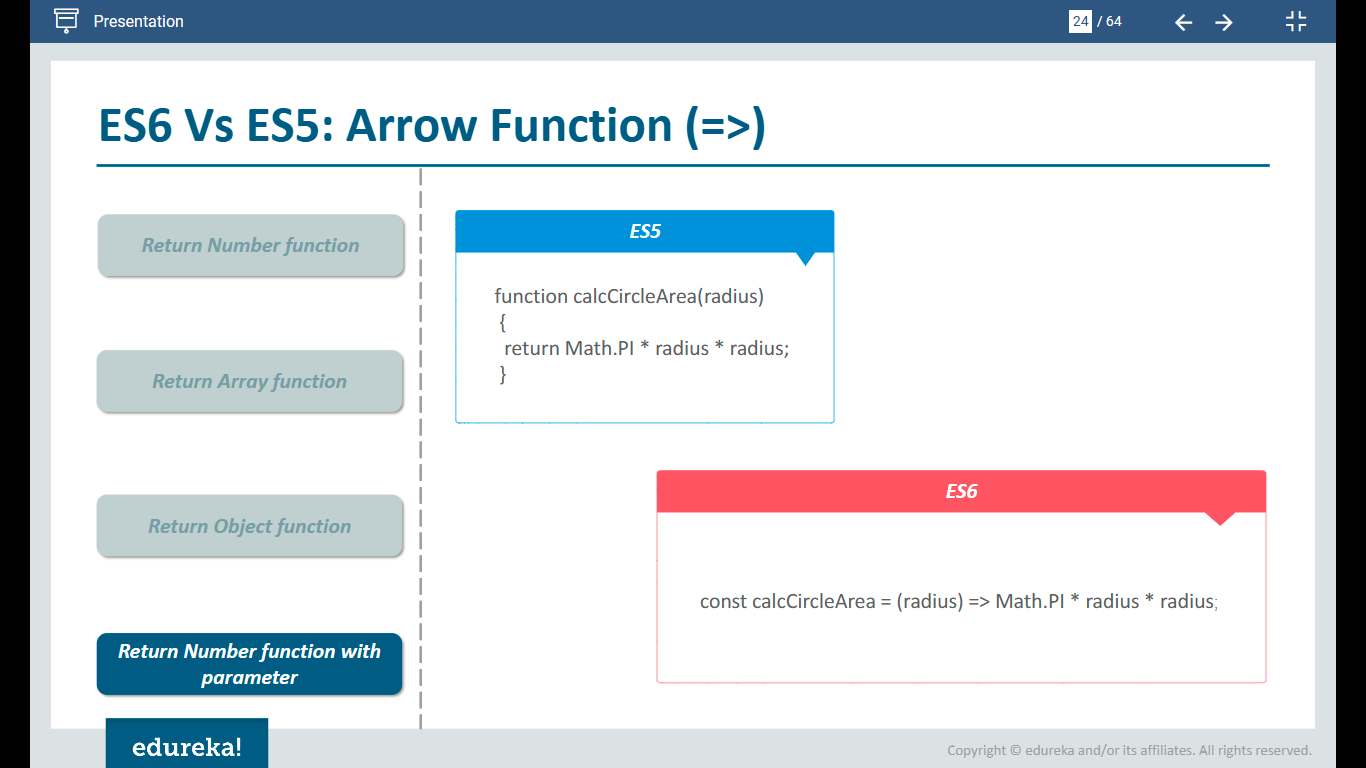 Presentation
24 / 64
ES6 Vs ES5: Arrow Function (=>)
Return Number function
Return Array function
Return Object function
Return Number function with
parameter
ES5
function calcCircleArea(radius)
{
return Math.PI * radius * radius;
}
ES6
const calcCircleArea = (radius) => Math.PI * radius * radius;
edureka!
Copyright © edureka and/or its affiliates. All rights reserved.